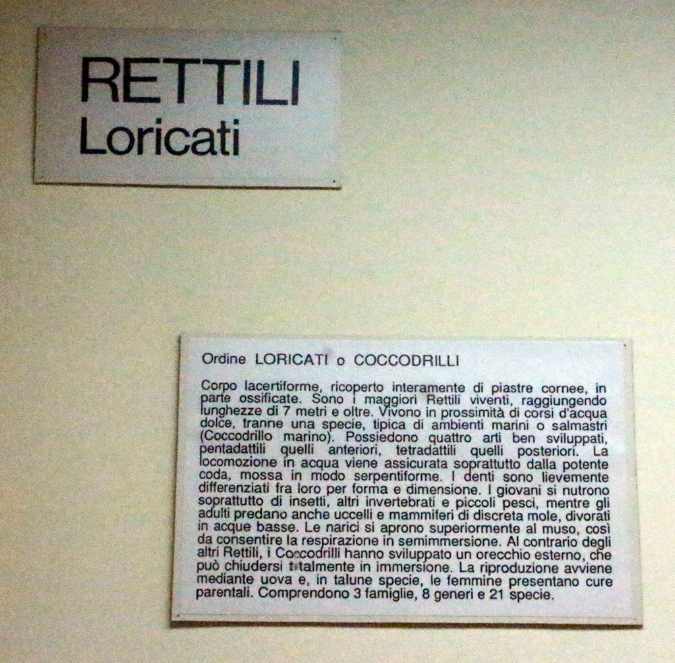 RETTILI
Loricati
Ordine LORICATI o COCCODRILLI
Corpo lacertiforme, ricoperto interamente di piastre cornee, in
parte ossificate. Sono i maggiori Rettili viventi, raggiungendo
lunghezze di 7 metri e oltre. Vivono in prossimità di corsi d'acqua
dolce, tranne una specie, tipica di ambienti marini o salmastri
(Coccodrillo marino). Possiedono quattro arti ben sviluppati,
pentadattili quelli anteriori, tetradattili quelli posteriori. La
locomozione in acqua viene assicurata soprattutto dalla potente
coda, mossa in modo serpentiforme. I denti sono lievemente
differenziati fra loro per forma e dimensione. I giovani si nutrono
soprattutto di insetti, altri invertebrati e piccoli pesci, mentre gli
adulti predano anche uccelli e mammiferi di discreta mole, divorati
in acque basse. Le narici si aprono superiormente al muso, così
da consentire la respirazione in semimmersione. Al contrario degli
altri Rettili, i Coccodrilli hanno sviluppato un orecchio esterno, che
può chiudersi totalmente in immersione. La riproduzione avviene
mediante uova e, in talune specie, le femmine presentano cure
parentali. Comprendono 3 famiglie, 8 generi e 21 specie.